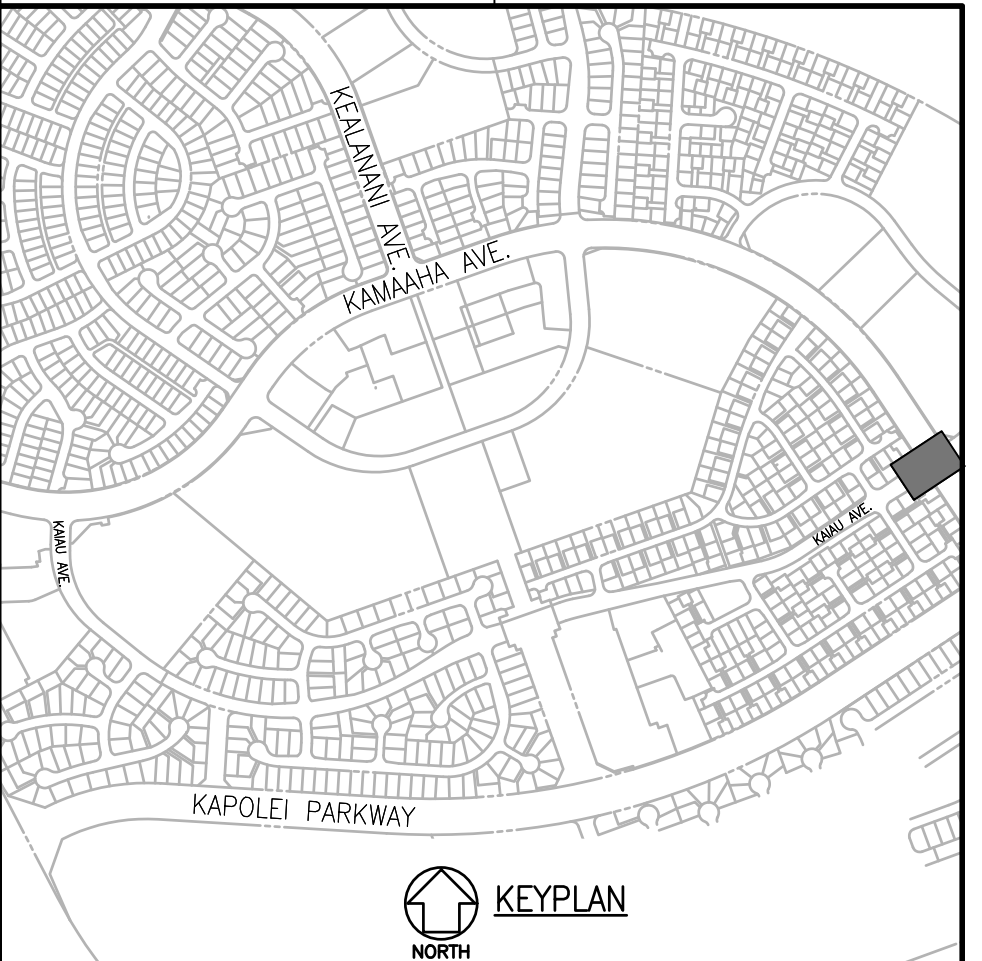 KEALANANI AVE.
KAMAAHA AVE.
KAIAU AVE.
KAIAU AVE.
KAPOLEI PARKWAY
KEYPLAN
NORTH